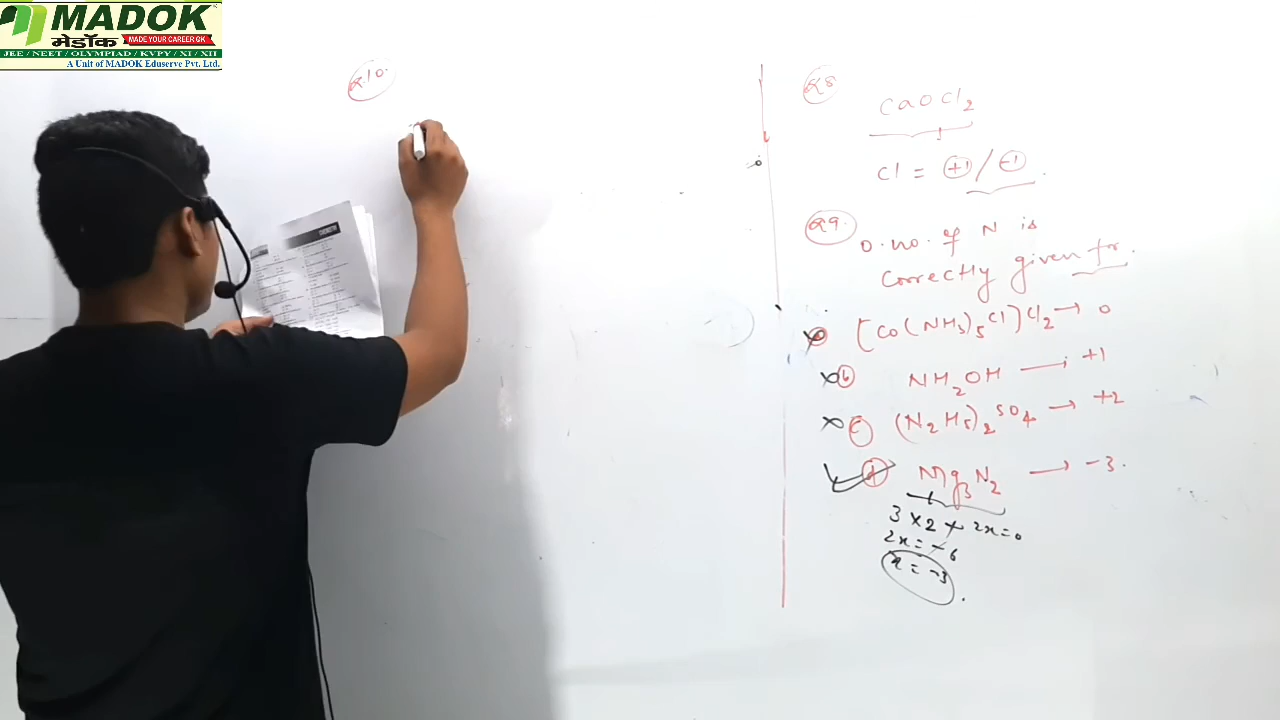 MADOK
मेडॉक MAKE YOUR CAREER OK
JEE / NEET / OLYMPIAD / KVPY / XI / XII
A Unit of MADOK Eduserve Pvt. Ltd.
CHEMISTRY
Q10.
Q8
CaOCl2
Cl = +1 / -1.
Q9.
O.no. of N is
correctly given for.
[Co(NH3)5Cl]Cl2 → 0
b NH2OH → +1
c (N2H5)2SO4 → +2
d Mg3N2 → -3.
3 × 2 + 2x = 0
2x = -6
x = -3.